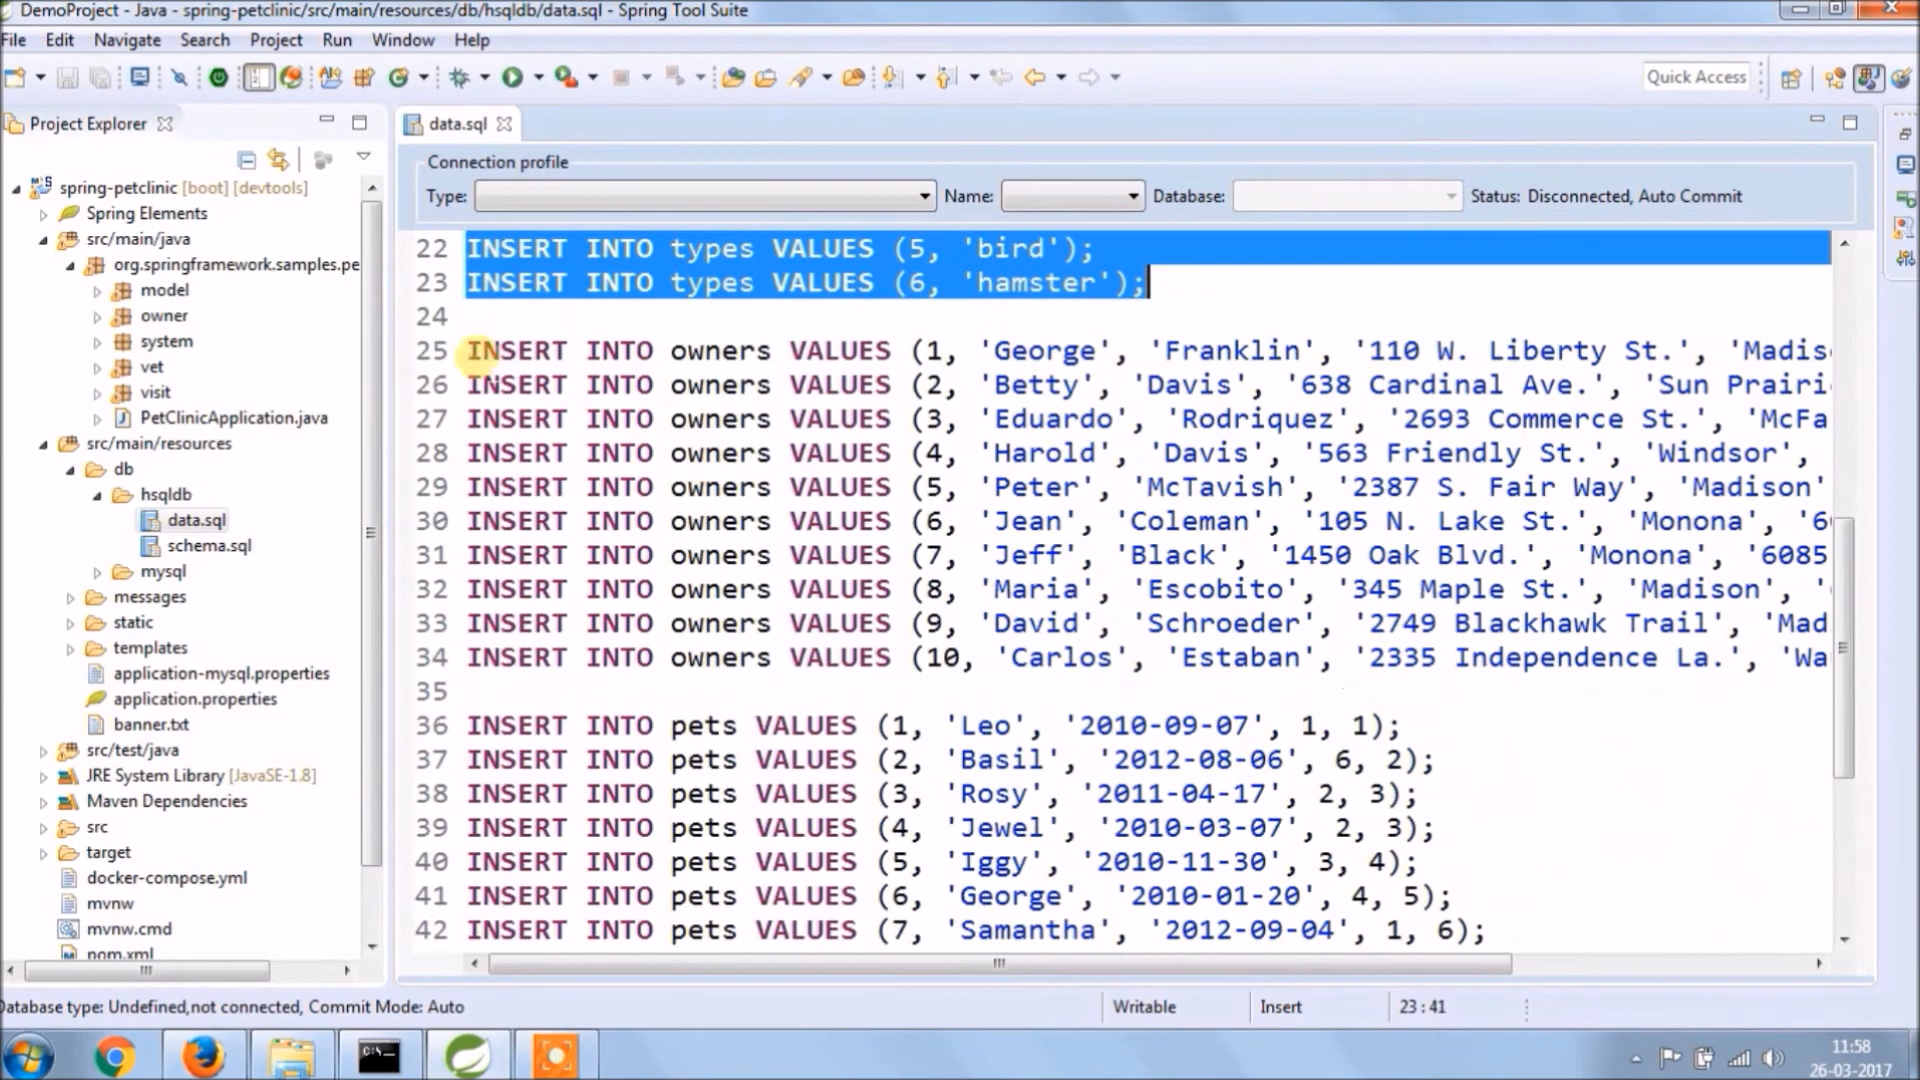 DemoProject - Java - spring-petclinic/src/main/resources/db/hsqldb/data.sql - Spring Tool Suite
File Edit Navigate Search Project Run Window Help
Quick Access
Project Explorer
data.sql
Connection profile
Type: Name: Database: Status: Disconnected, Auto Commit
spring-petclinic [boot] [devtools]
Spring Elements
src/main/java
org.springframework.samples.pe
model
owner
system
vet
visit
PetClinicApplication.java
src/main/resources
db
hsqldb
data.sql
schema.sql
mysql
messages
static
templates
application-mysql.properties
application.properties
banner.txt
src/test/java
JRE System Library [JavaSE-1.8]
Maven Dependencies
src
target
docker-compose.yml
mvnw
mvnw.cmd
pom.xml
22 INSERT INTO types VALUES (5, 'bird');
23 INSERT INTO types VALUES (6, 'hamster');
24
25 INSERT INTO owners VALUES (1, 'George', 'Franklin', '110 W. Liberty St.', 'Madis
26 INSERT INTO owners VALUES (2, 'Betty', 'Davis', '638 Cardinal Ave.', 'Sun Prairi
27 INSERT INTO owners VALUES (3, 'Eduardo', 'Rodriquez', '2693 Commerce St.', 'McFa
28 INSERT INTO owners VALUES (4, 'Harold', 'Davis', '563 Friendly St.', 'Windsor',
29 INSERT INTO owners VALUES (5, 'Peter', 'McTavish', '2387 S. Fair Way', 'Madison'
30 INSERT INTO owners VALUES (6, 'Jean', 'Coleman', '105 N. Lake St.', 'Monona', '6
31 INSERT INTO owners VALUES (7, 'Jeff', 'Black', '1450 Oak Blvd.', 'Monona', '6085
32 INSERT INTO owners VALUES (8, 'Maria', 'Escobito', '345 Maple St.', 'Madison', '
33 INSERT INTO owners VALUES (9, 'David', 'Schroeder', '2749 Blackhawk Trail', 'Mad
34 INSERT INTO owners VALUES (10, 'Carlos', 'Estaban', '2335 Independence La.', 'Wa
35
36 INSERT INTO pets VALUES (1, 'Leo', '2010-09-07', 1, 1);
37 INSERT INTO pets VALUES (2, 'Basil', '2012-08-06', 6, 2);
38 INSERT INTO pets VALUES (3, 'Rosy', '2011-04-17', 2, 3);
39 INSERT INTO pets VALUES (4, 'Jewel', '2010-03-07', 2, 3);
40 INSERT INTO pets VALUES (5, 'Iggy', '2010-11-30', 3, 4);
41 INSERT INTO pets VALUES (6, 'George', '2010-01-20', 4, 5);
42 INSERT INTO pets VALUES (7, 'Samantha', '2012-09-04', 1, 6);
Database type: Undefined,not connected, Commit Mode: Auto
Writable Insert 23 : 41
11:58
26-03-2017